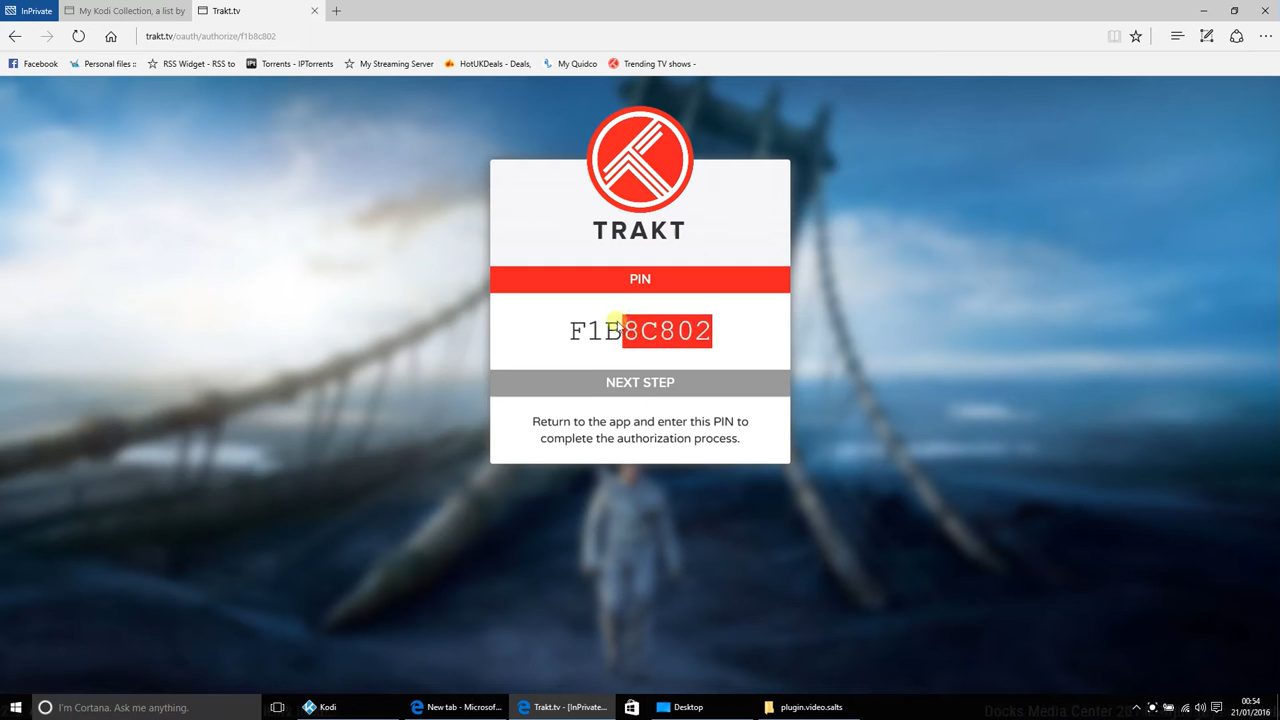 InPrivate
My Kodi Collection, a list by
Trakt.tv
trakt.tv/oauth/authorize/f1b8c802
Facebook
Personal files ::
RSS Widget - RSS to
Torrents - IPTorrents
My Streaming Server
HotUKDeals - Deals,
My Quidco
Trending TV shows -
TRAKT
PIN
F1B8C802
NEXT STEP
Return to the app and enter this PIN to
complete the authorization process.
I'm Cortana. Ask me anything.
Kodi
New tab - Microsof...
Trakt.tv - [InPrivate...
Desktop
plugin.video.salts
00:54
21/01/2016